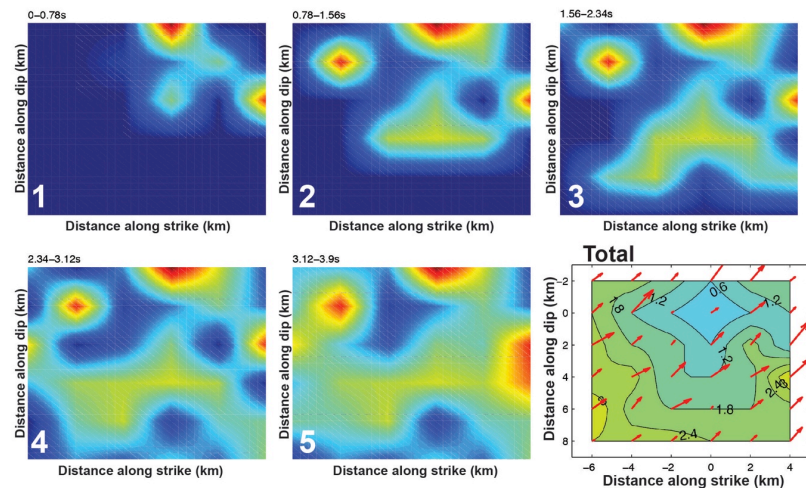 0–0.78s
Distance along dip (km)
1
Distance along strike (km)
0.78–1.56s
Distance along dip (km)
2
Distance along strike (km)
1.56–2.34s
Distance along dip (km)
3
Distance along strike (km)
2.34–3.12s
Distance along dip (km)
4
Distance along strike (km)
3.12–3.9s
Distance along dip (km)
5
Distance along strike (km)
Total
Distance along dip (km)
−2
0
2
4
6
8
1.8
1.2
0.6
1.2
1.2
2.4
3
3
1.8
2.4
−6
−4
−2
0
2
4
Distance along strike (km)